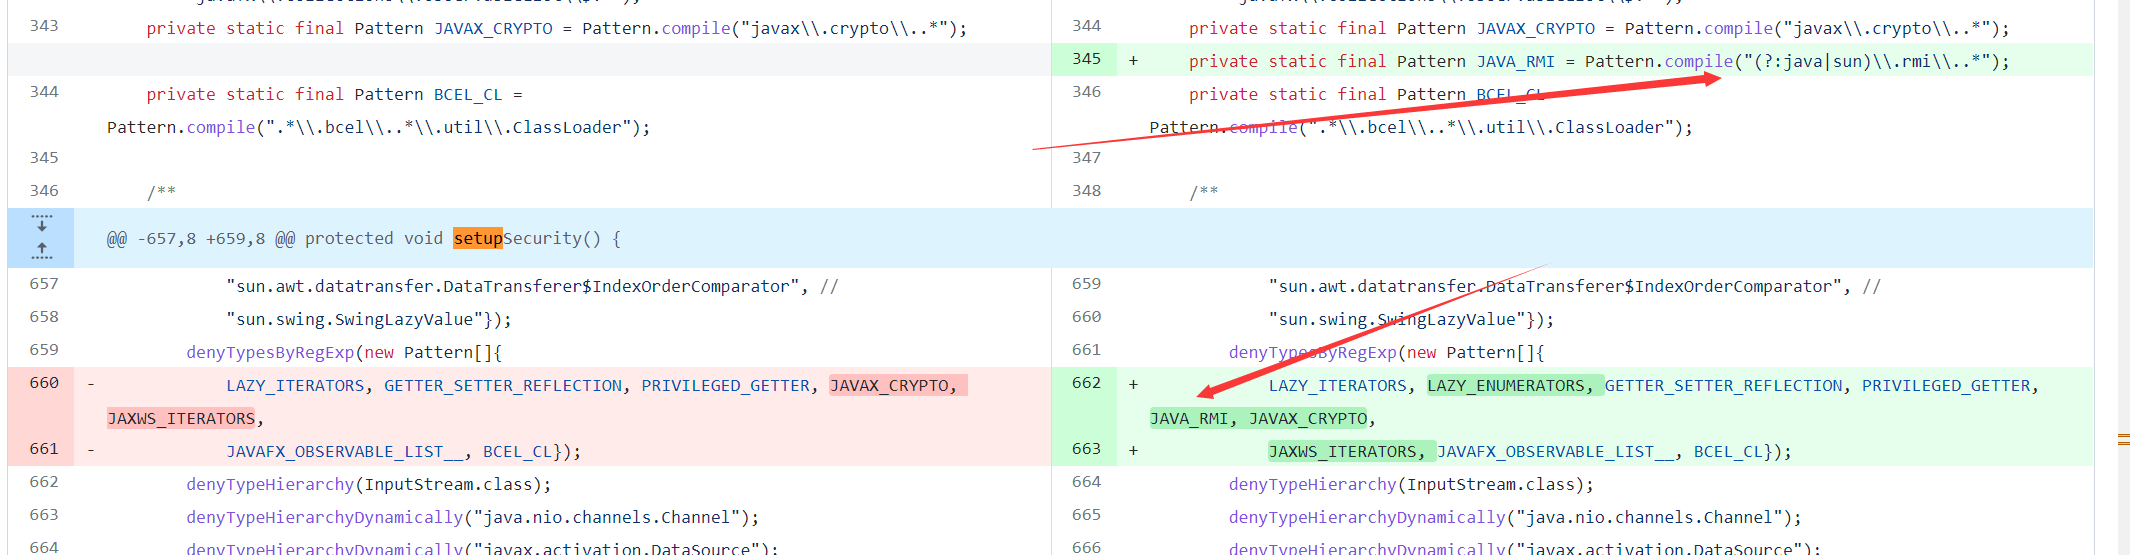 343 private static final Pattern JAVAX_CRYPTO = Pattern.compile("javax\\.crypto\\..*");
344 private static final Pattern BCEL_CL =
Pattern.compile(".*\\.bcel\\..*\\.util\\.ClassLoader");
345
346 /**
344 private static final Pattern JAVAX_CRYPTO = Pattern.compile("javax\\.crypto\\..*");
345 + private static final Pattern JAVA_RMI = Pattern.compile("(?:java|sun)\\.rmi\\..*");
346 private static final Pattern BCEL_CL
Pattern.compile(".*\\.bcel\\..*\\.util\\.ClassLoader");
347
348 /**
@@ -657,8 +659,8 @@ protected void setupSecurity() {
657 "sun.awt.datatransfer.DataTransferer$IndexOrderComparator", //
658 "sun.swing.SwingLazyValue"});
659 denyTypesByRegExp(new Pattern[]{
660 - LAZY_ITERATORS, GETTER_SETTER_REFLECTION, PRIVILEGED_GETTER, JAVAX_CRYPTO,
JAXWS_ITERATORS,
661 - JAVAFX_OBSERVABLE_LIST__, BCEL_CL});
662 denyTypeHierarchy(InputStream.class);
663 denyTypeHierarchyDynamically("java.nio.channels.Channel");
664 denyTypeHierarchyDynamically("javax.activation.DataSource");
659 "sun.awt.datatransfer.DataTransferer$IndexOrderComparator", //
660 "sun.swing.SwingLazyValue"});
661 denyTypesByRegExp(new Pattern[]{
662 + LAZY_ITERATORS, LAZY_ENUMERATORS, GETTER_SETTER_REFLECTION, PRIVILEGED_GETTER,
JAVA_RMI, JAVAX_CRYPTO,
663 + JAXWS_ITERATORS, JAVAFX_OBSERVABLE_LIST__, BCEL_CL});
664 denyTypeHierarchy(InputStream.class);
665 denyTypeHierarchyDynamically("java.nio.channels.Channel");
666 denyTypeHierarchyDynamically("javax.activation.DataSource");